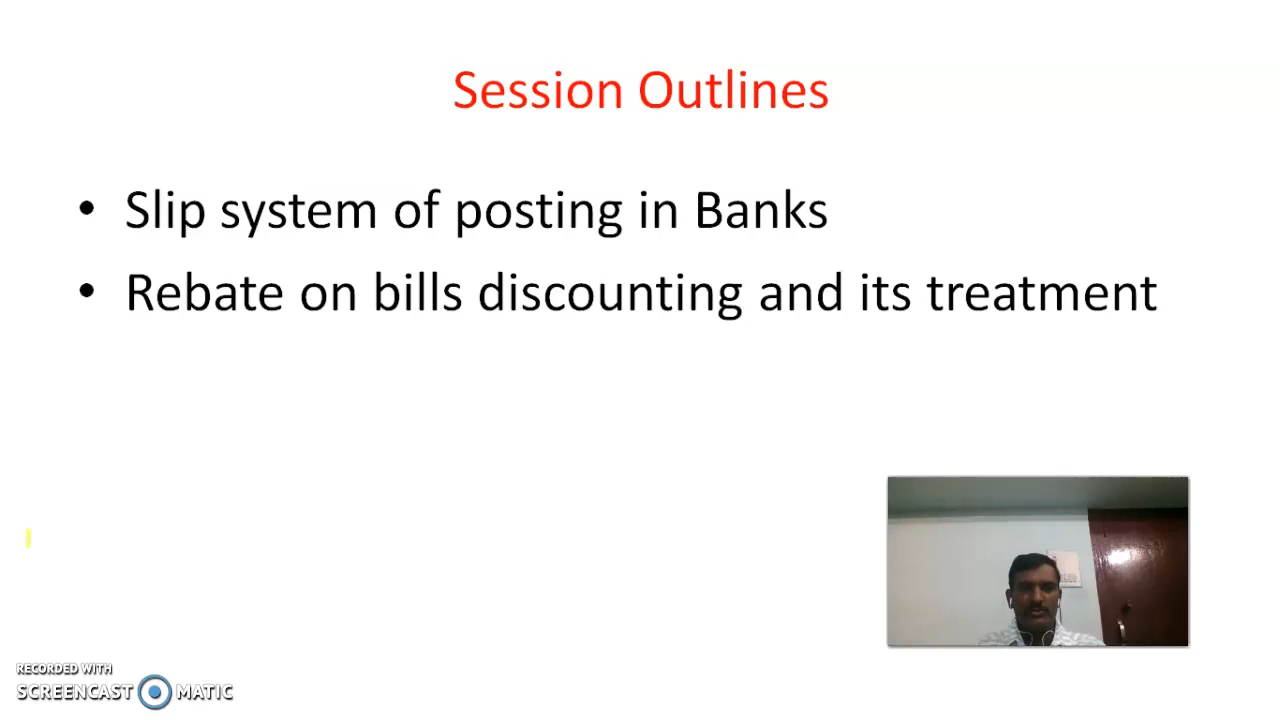 Session Outlines
• Slip system of posting in Banks
• Rebate on bills discounting and its treatment
RECORDED WITH
SCREENCAST MATIC